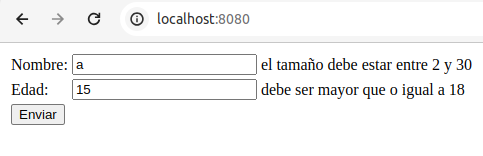 localhost:8080
Nombre: a el tamaño debe estar entre 2 y 30
Edad: 15 debe ser mayor que o igual a 18
Enviar